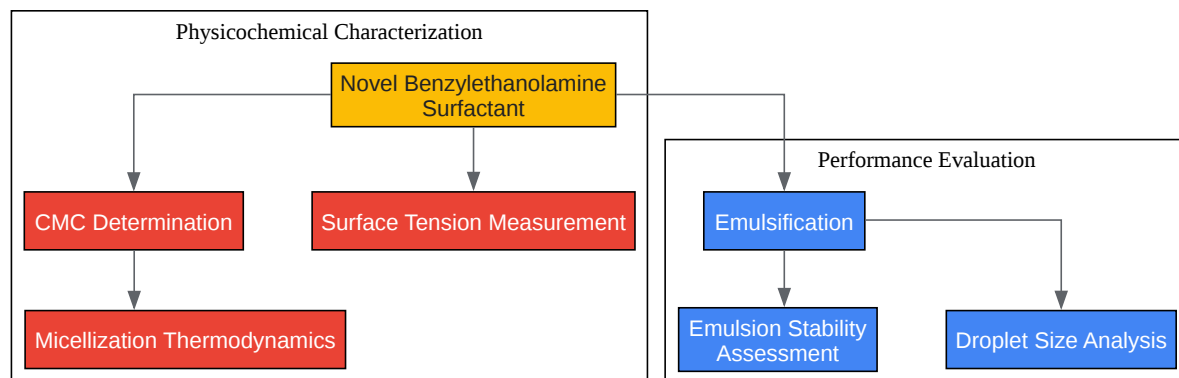 Physicochemical Characterization
Novel Benzylethanolamine
Surfactant
CMC Determination
Surface Tension Measurement
Micellization Thermodynamics
Performance Evaluation
Emulsification
Emulsion Stability
Assessment
Droplet Size Analysis